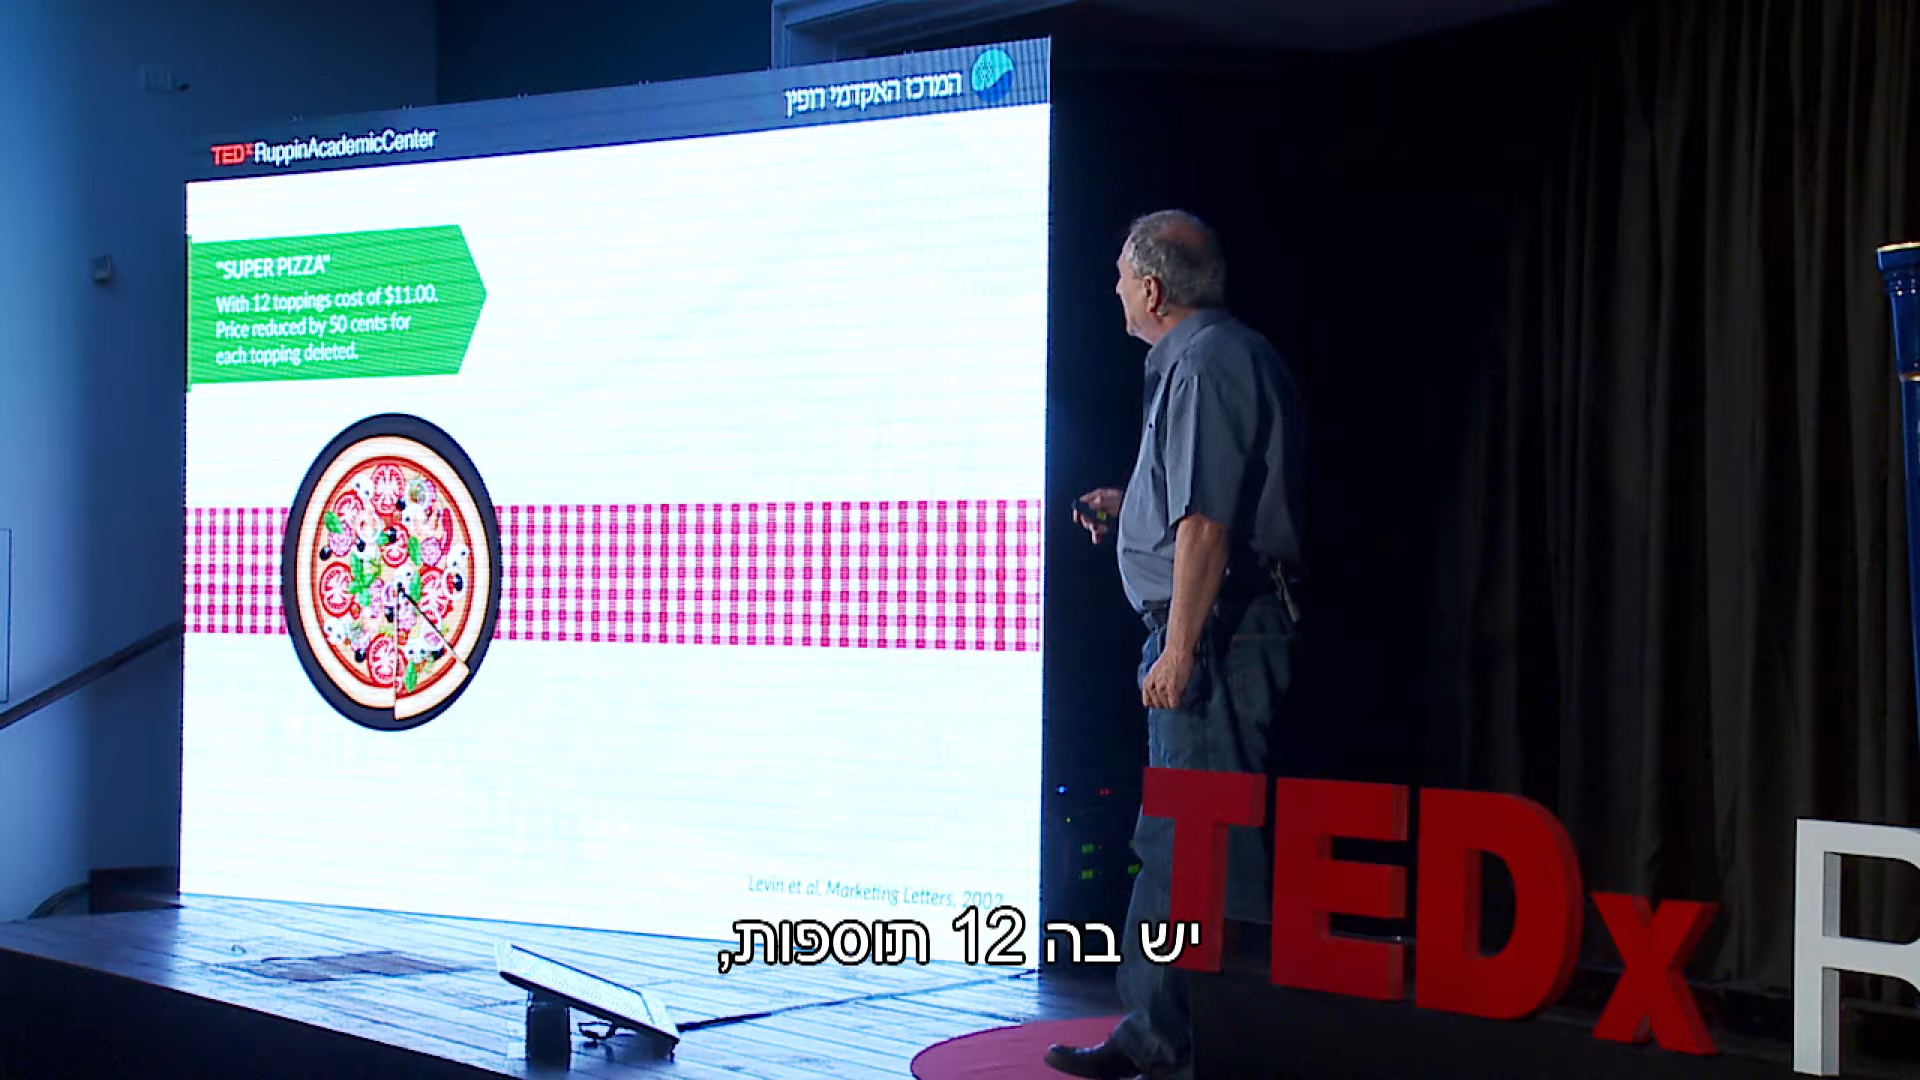 המרכז האקדמי רופין
TEDxRuppinAcademicCenter
"SUPER PIZZA"
With 12 toppings cost of $11.00.
Price reduced by 50 cents for
each topping deleted.
Levin et al. Marketing Letters, 2002
יש בה 12 תוספות,
TEDx R